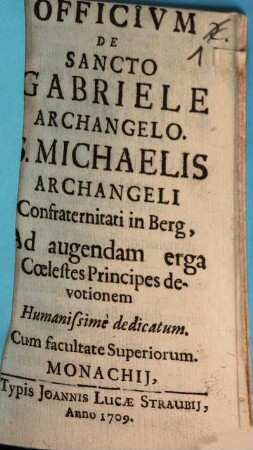 OFFICIVM
DE
SANCTO
GABRIELE
ARCHANGELO.
S. MICHAELIS
ARCHANGELI
Confraternitati in Berg,
Ad augendam erga
Cœleſtes Principes de-
votionem
Humaniſſimè dedicatum.
Cum facultate Superiorum.
MONACHIJ,
Typis JOANNIS LUCÆ STRAUBIJ,
Anno 1709.
1